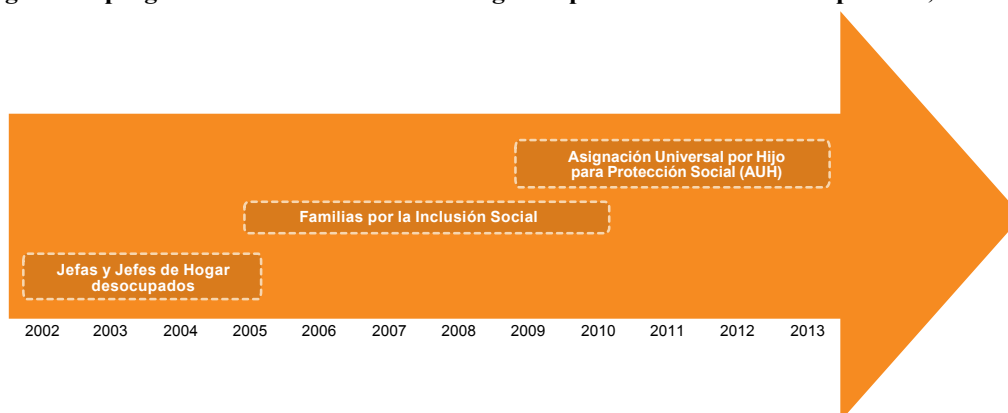 Asignación Universal por Hijo
para Protección Social (AUH)
Familias por la Inclusión Social
Jefas y Jefes de Hogar
desocupados
2002 2003 2004 2005 2006 2007 2008 2009 2010 2011 2012 2013